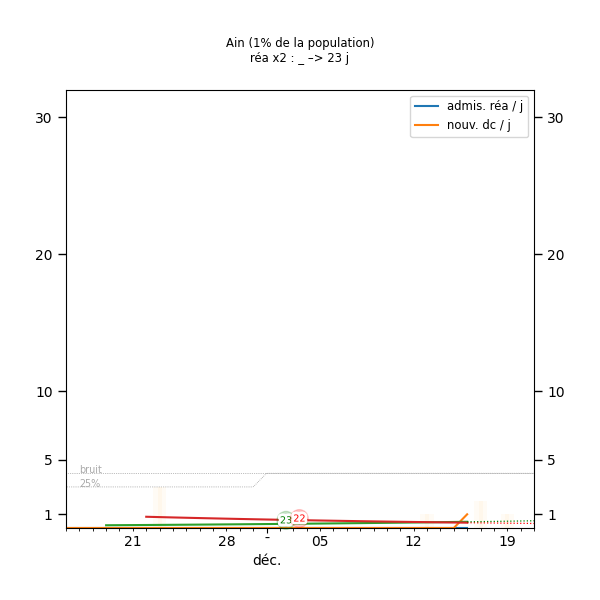 Ain (1% de la population)
réa x2 : _ –> 23 j
admis. réa / j
nouv. dc / j
30 30
20 20
10 10
5 5
bruit
25%
1 1
23 22
21 28 - 05 12 19
déc.